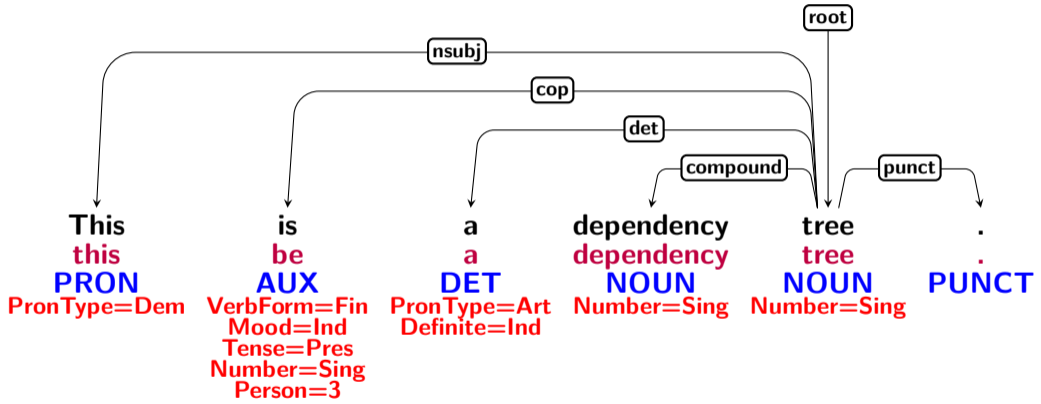 root
nsubj
cop
det
compound punct
This is a dependency tree .
this be a dependency tree .
PRON AUX DET NOUN NOUN PUNCT
PronType=Dem VerbForm=Fin PronType=Art Number=Sing Number=Sing
Mood=Ind Definite=Ind
Tense=Pres
Number=Sing
Person=3